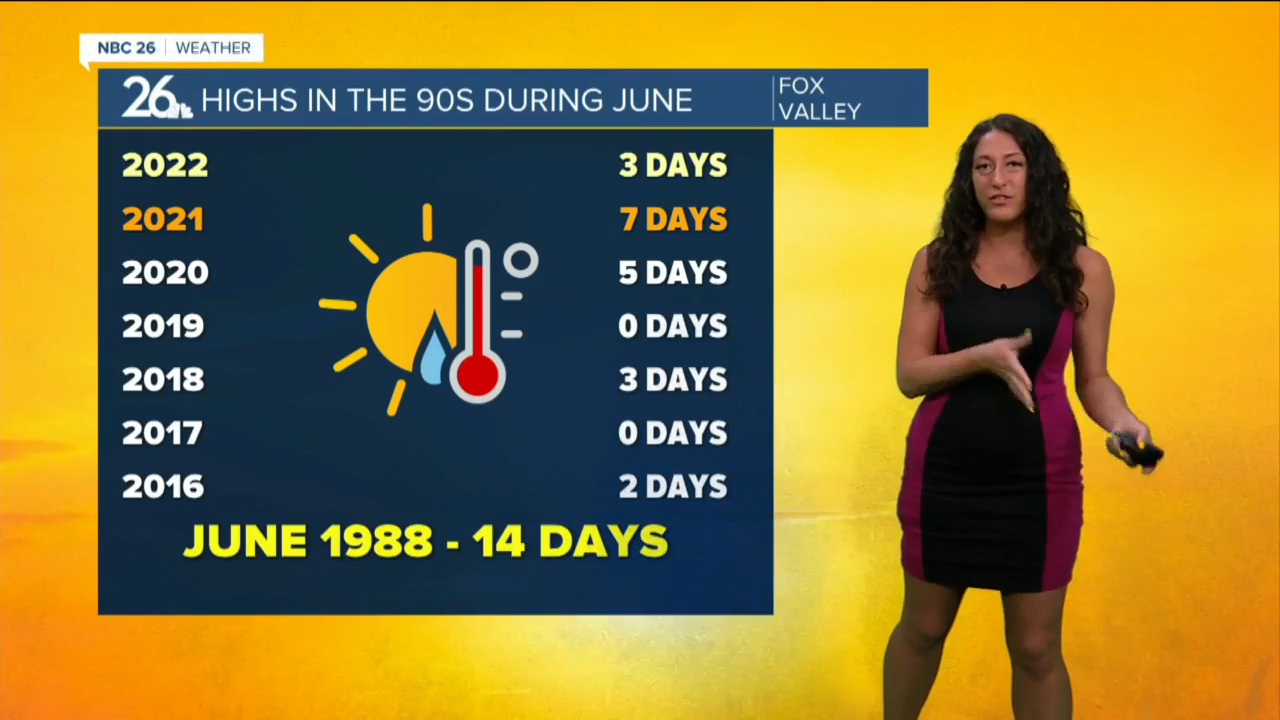 NBC 26 | WEATHER
26 HIGHS IN THE 90S DURING JUNE
FOX
VALLEY
2022 3 DAYS
2021 7 DAYS
2020 5 DAYS
2019 0 DAYS
2018 3 DAYS
2017 0 DAYS
2016 2 DAYS
JUNE 1988 - 14 DAYS